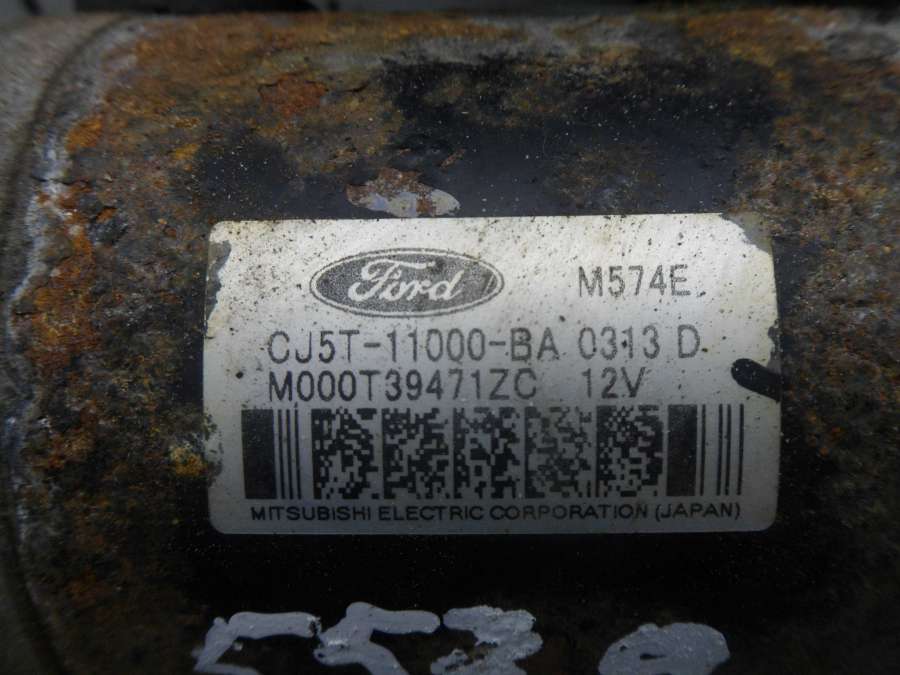 Ford M574E
CJ5T-11000-BA 0313 D
M000T39471ZC 12V
MITSUBISHI ELECTRIC CORPORATION (JAPAN)